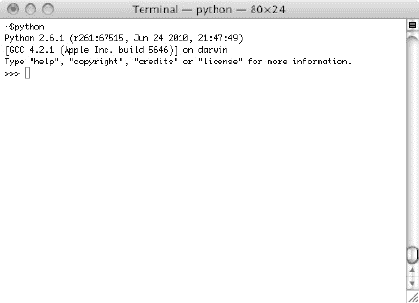 Terminal — python — 80×24
~$python
Python 2.6.1 (r261:67515, Jun 24 2010, 21:47:49)
[GCC 4.2.1 (Apple Inc. build 5646)] on darwin
Type "help", "copyright", "credits" or "license" for more information.
>>>